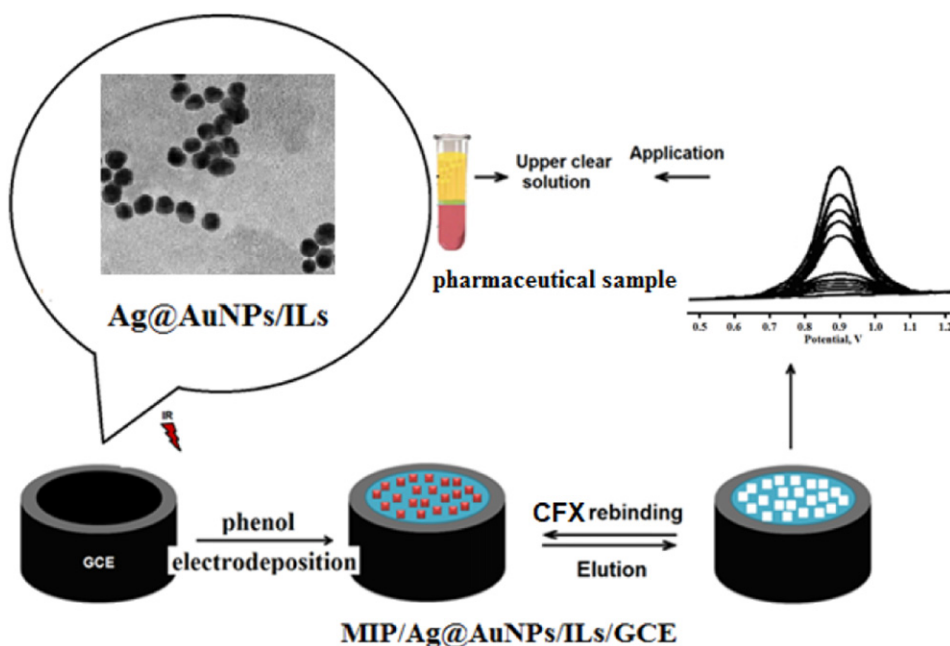 Ag@AuNPs/ILs
Upper clear
solution
Application
pharmaceutical sample
0.5 0.6 0.7 0.8 0.9 1.0 1.1 1.2
Potential, V
IR
GCE
phenol
electrodeposition
CFX rebinding
Elution
MIP/Ag@AuNPs/ILs/GCE